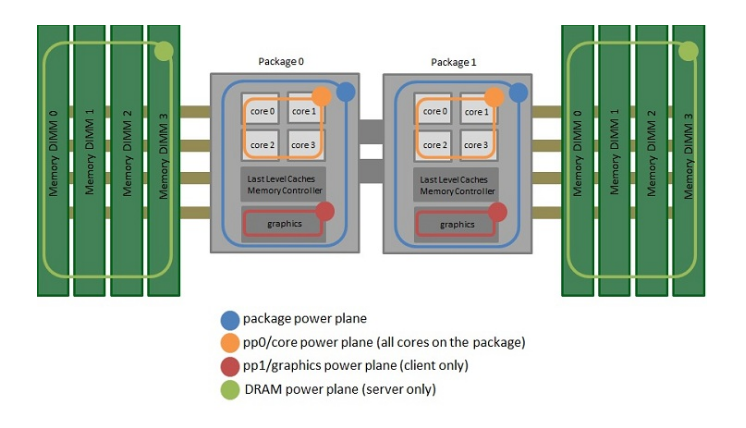 Package 0
Package 1
Memory DIMM 0
Memory DIMM 1
Memory DIMM 2
Memory DIMM 3
core 0
core 1
core 2
core 3
Last Level Caches
Memory Controller
graphics
core 0
core 1
core 2
core 3
Last Level Caches
Memory Controller
graphics
Memory DIMM 0
Memory DIMM 1
Memory DIMM 2
Memory DIMM 3
package power plane
pp0/core power plane (all cores on the package)
pp1/graphics power plane (client only)
DRAM power plane (server only)